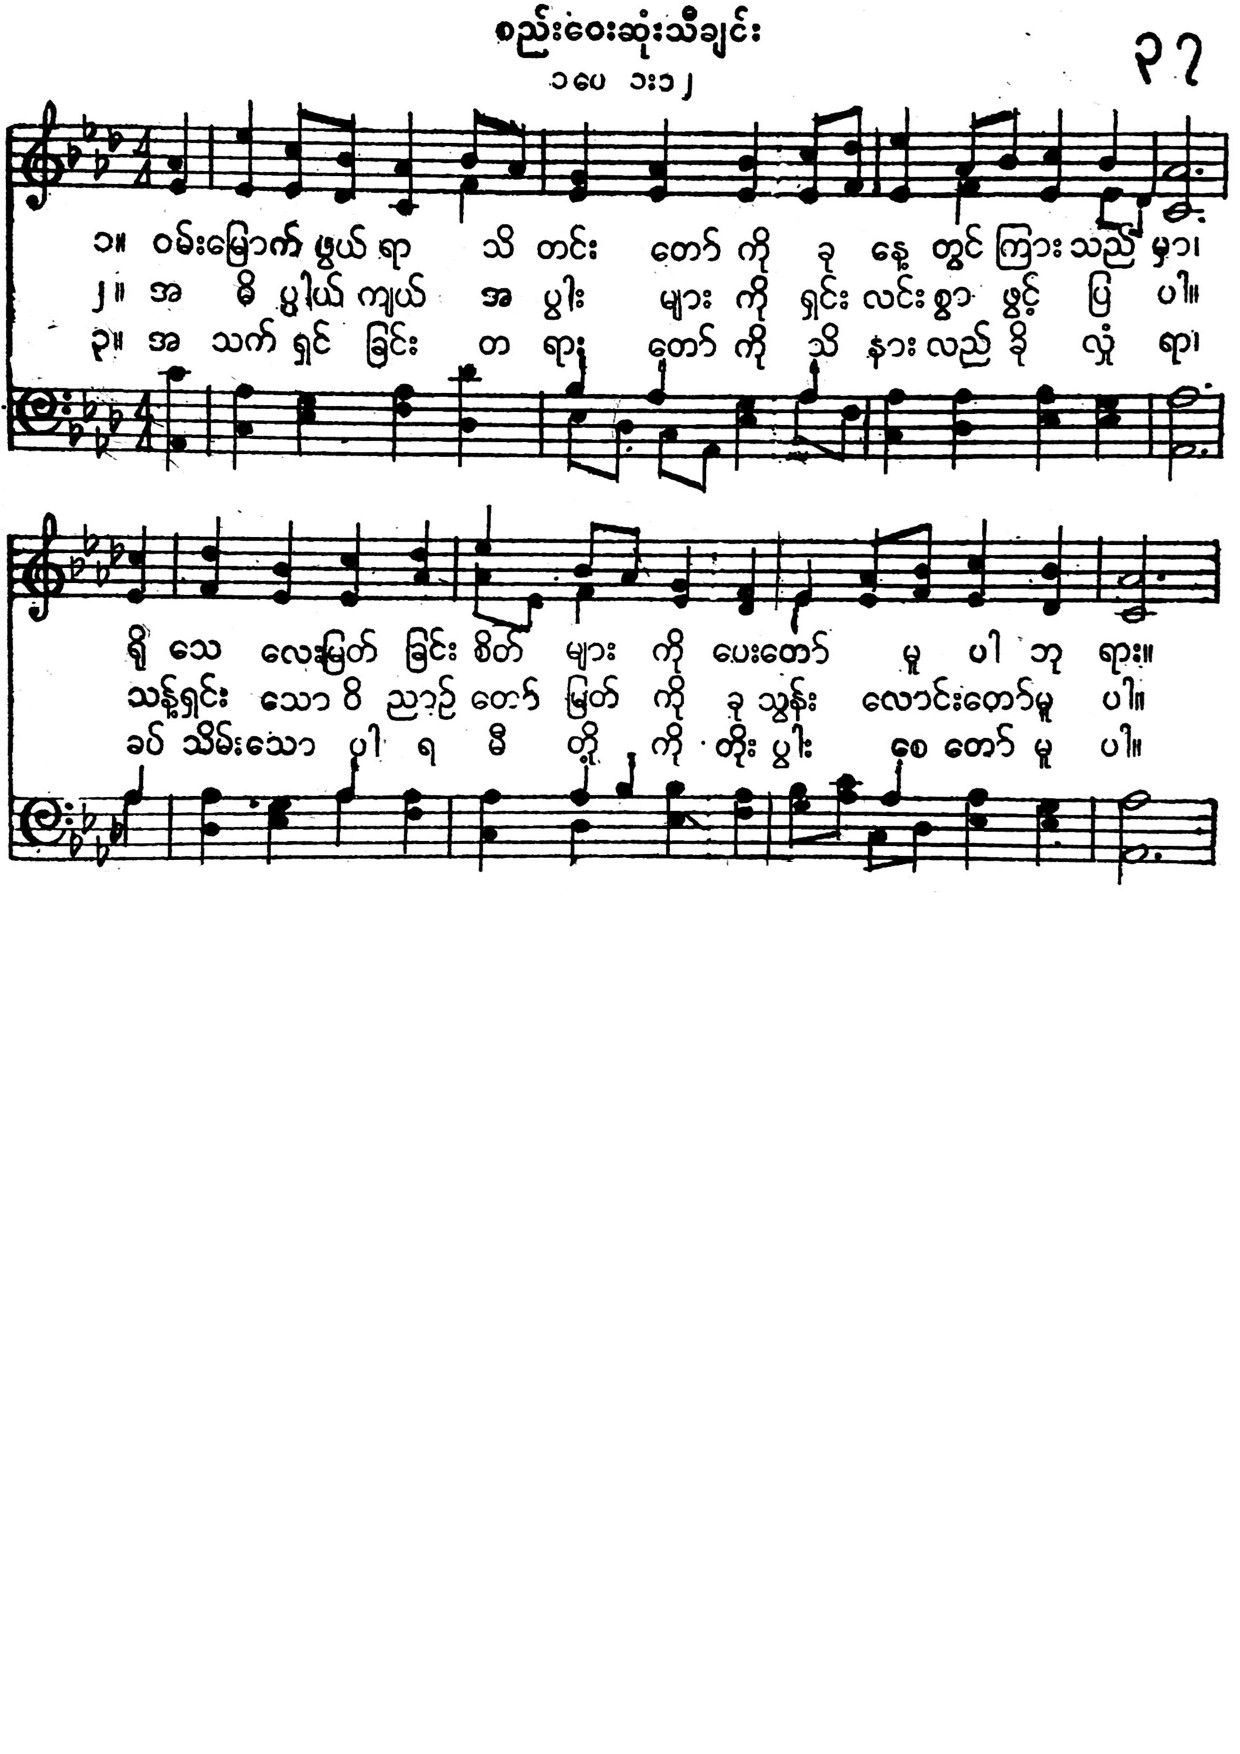 စည်းဝေးဆုံးသီချင်း
၃၇
၁ပေ ၁း၁၂
၁။ ဝမ်းမြောက် ဖွယ် ရာ သိ တင်း တော် ကို ခု နေ့ တွင် ကြား သည် မှာ၊
၂။ အ ဓိ ပ္ပါယ် ကျယ် အ ပွါး များ ကို ရှင်း လင်း စွာ ဖွင့် ပြ ပါ။
၃။ အ သက် ရှင် ခြင်း တ ရား တော် ကို သိ နား လည် ခို လှုံ ရာ၊
ရို သေ လေးမြတ် ခြင်း စိတ် များ ကို ပေးတော် မူ ပါ ဘု ရား။
သန့်ရှင်း သော ဝိ ညာဉ် တော် မြတ် ကို ခု သွန်း လောင်းတော်မူ ပါ။
ခပ် သိမ်းသော ပါ ရ မီ တို့ ကို တိုး ပွါး စေ တော် မူ ပါ။